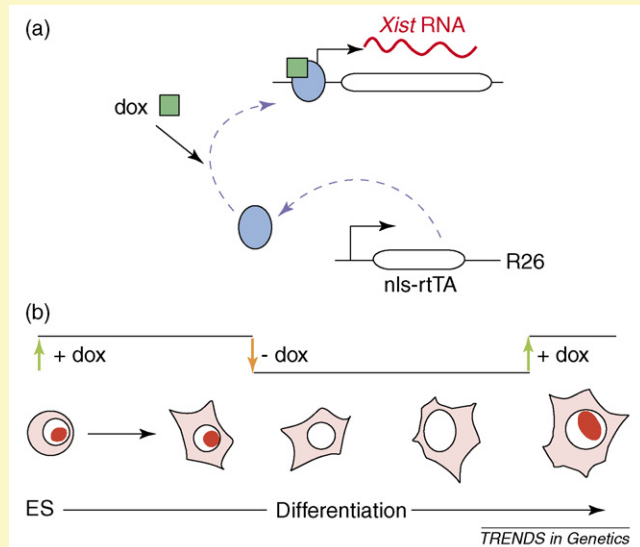 (a)
Xist RNA
dox
R26
nls-rtTA
(b)
+ dox
- dox
+ dox
ES
Differentiation
TRENDS in Genetics